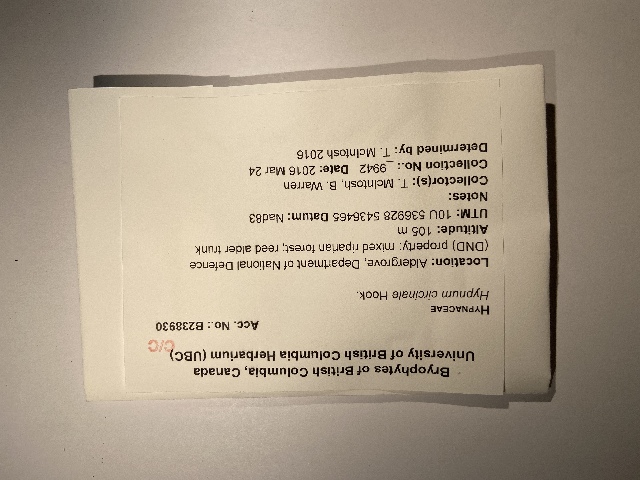 Bryophytes of British Columbia, Canada
University of British Columbia Herbarium (UBC)
C/C
Acc. No.: B238930
HYPNACEAE
Hypnum circinale Hook.
Location: Aldergrove, Department of National Defence
(DND) property; mixed riparian forest; reed alder trunk
Altitude: 105 m
UTM: 10U 536928 5436465 Datum: Nad83
Notes:
Collector(s): T. McIntosh, B. Warren
Collection No.: _9942 Date: 2016 Mar 24
Determined by: T. McIntosh 2016